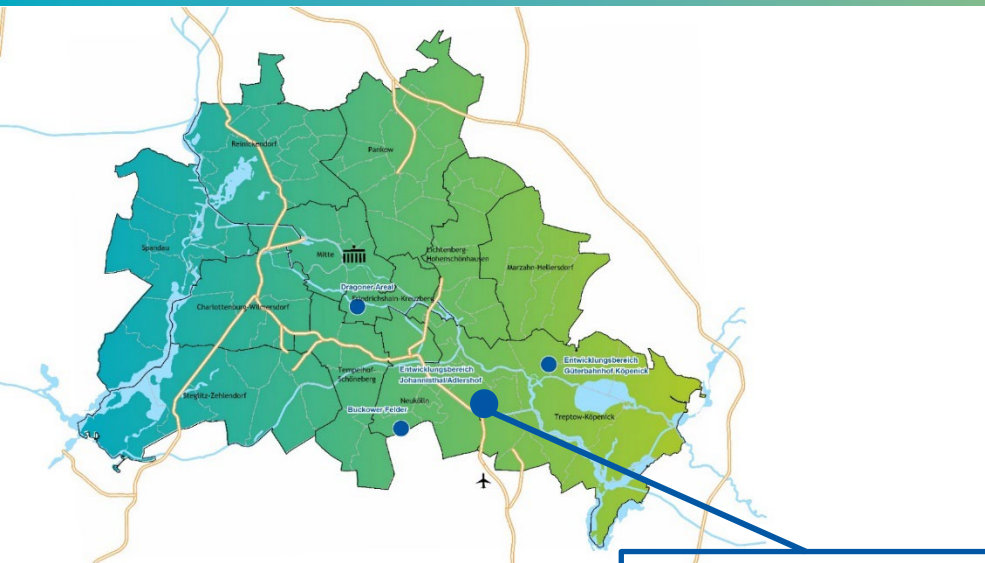 Reinickendorf
Pankow
Spandau
Mitte
Lichtenberg-
Hohenschönhausen
Marzahn-Hellersdorf
Dragoner Areal
Friedrichshain-Kreuzberg
Charlottenburg-Wilmersdorf
Tempelhof-
Schöneberg
Entwicklungsbereich
Johannisthal/Adlershof
Entwicklungsbereich
Güterbahnhof Köpenick
Steglitz-Zehlendorf
Neukölln
Buckower Felder
Treptow-Köpenick